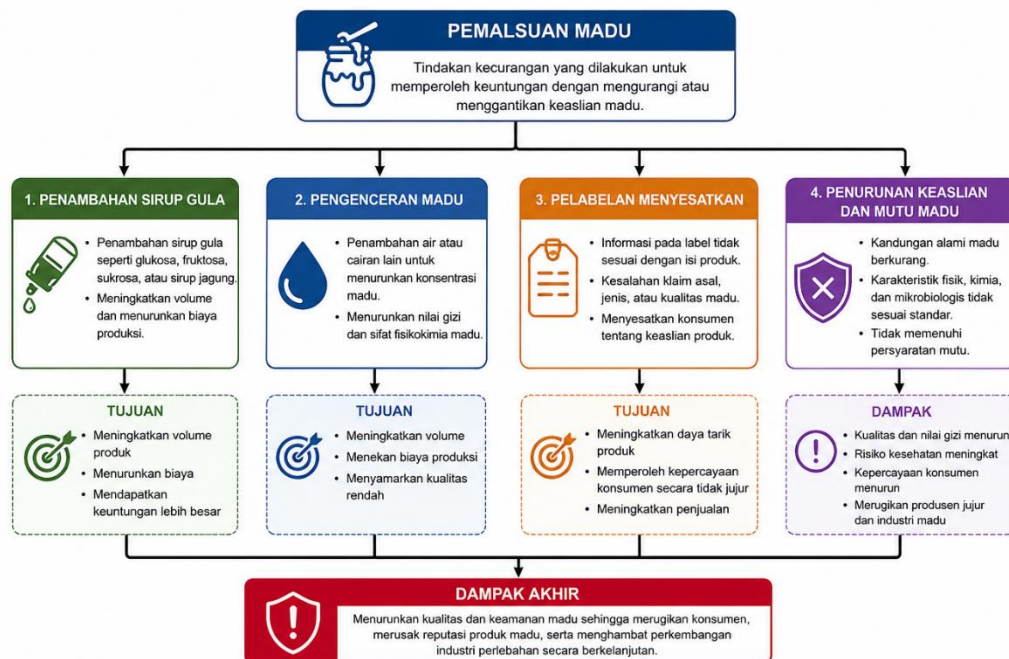 PEMALSUAN MADU
Tindakan kecurangan yang dilakukan untuk
memperoleh keuntungan dengan mengurangi atau
menggantikan keaslian madu.
1. PENAMBAHAN SIRUP GULA
• Penambahan sirup gula
seperti glukosa, fruktosa,
sukrosa, atau sirup jagung.
• Meningkatkan volume
dan menurunkan biaya
produksi.
2. PENGENCERAN MADU
• Penambahan air atau
cairan lain untuk
menurunkan konsentrasi
madu.
• Menurunkan nilai gizi
dan sifat fisikokimia madu.
3. PELABELAN MENYESATKAN
• Informasi pada label tidak
sesuai dengan isi produk.
• Kesalahan klaim asal,
jenis, atau kualitas madu.
• Menyesatkan konsumen
tentang keaslian produk.
4. PENURUNAN KEASLIAN
DAN MUTU MADU
• Kandungan alami madu
berkurang.
• Karakteristik fisik, kimia,
dan mikrobiologis tidak
sesuai standar.
• Tidak memenuhi
persyaratan mutu.
TUJUAN
• Meningkatkan volume
produk
• Menurunkan biaya
• Mendapatkan
keuntungan lebih besar
TUJUAN
• Meningkatkan volume
• Menekan biaya produksi
• Menyamarkan kualitas
rendah
TUJUAN
• Meningkatkan daya tarik
produk
• Memperoleh kepercayaan
konsumen secara tidak jujur
• Meningkatkan penjualan
DAMPAK
• Kualitas dan nilai gizi menurun
• Risiko kesehatan meningkat
• Kepercayaan konsumen
menurun
• Merugikan produsen jujur
dan industri madu
DAMPAK AKHIR
Menurunkan kualitas dan keamanan madu sehingga merugikan konsumen,
merusak reputasi produk madu, serta menghambat perkembangan
industri perlebahan secara berkelanjutan.